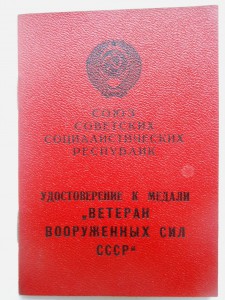 СОЮЗ
СОВЕТСКИХ
СОЦИАЛИСТИЧЕСКИХ
РЕСПУБЛИК
УДОСТОВЕРЕНИЕ К МЕДАЛИ
„ВЕТЕРАН
ВООРУЖЕННЫХ СИЛ
СССР“